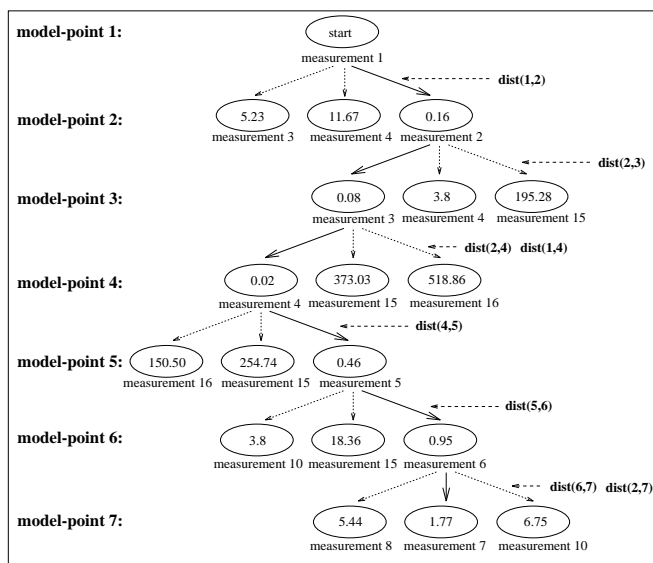 model-point 1: start
measurement 1
dist(1,2)
model-point 2: 5.23 11.67 0.16
measurement 3 measurement 4 measurement 2
dist(2,3)
model-point 3: 0.08 3.8 195.28
measurement 3 measurement 4 measurement 15
dist(2,4) dist(1,4)
model-point 4: 0.02 373.03 518.86
measurement 4 measurement 15 measurement 16
dist(4,5)
model-point 5: 150.50 254.74 0.46
measurement 16 measurement 15 measurement 5
dist(5,6)
model-point 6: 3.8 18.36 0.95
measurement 10 measurement 15 measurement 6
dist(6,7) dist(2,7)
model-point 7: 5.44 1.77 6.75
measurement 8 measurement 7 measurement 10